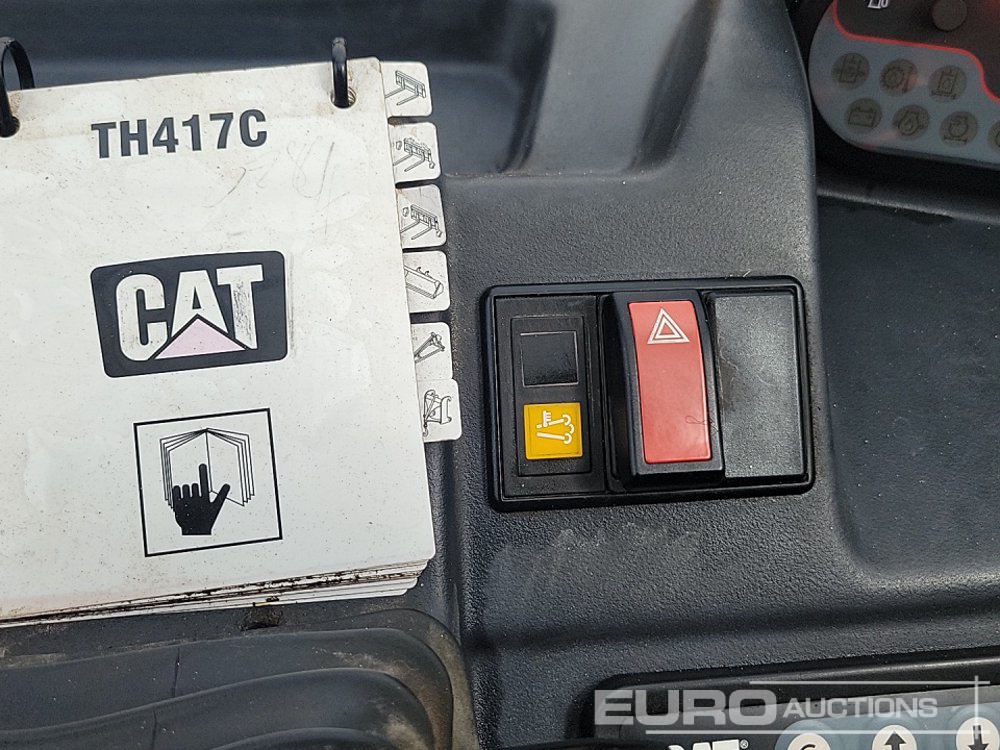 TH417C
CAT
EURO AUCTIONS